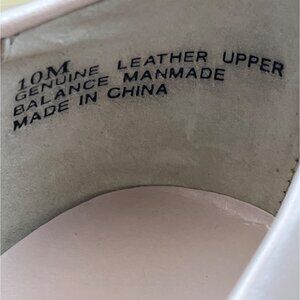 10M
GENUINE LEATHER UPPER
BALANCE MANMADE
MADE IN CHINA